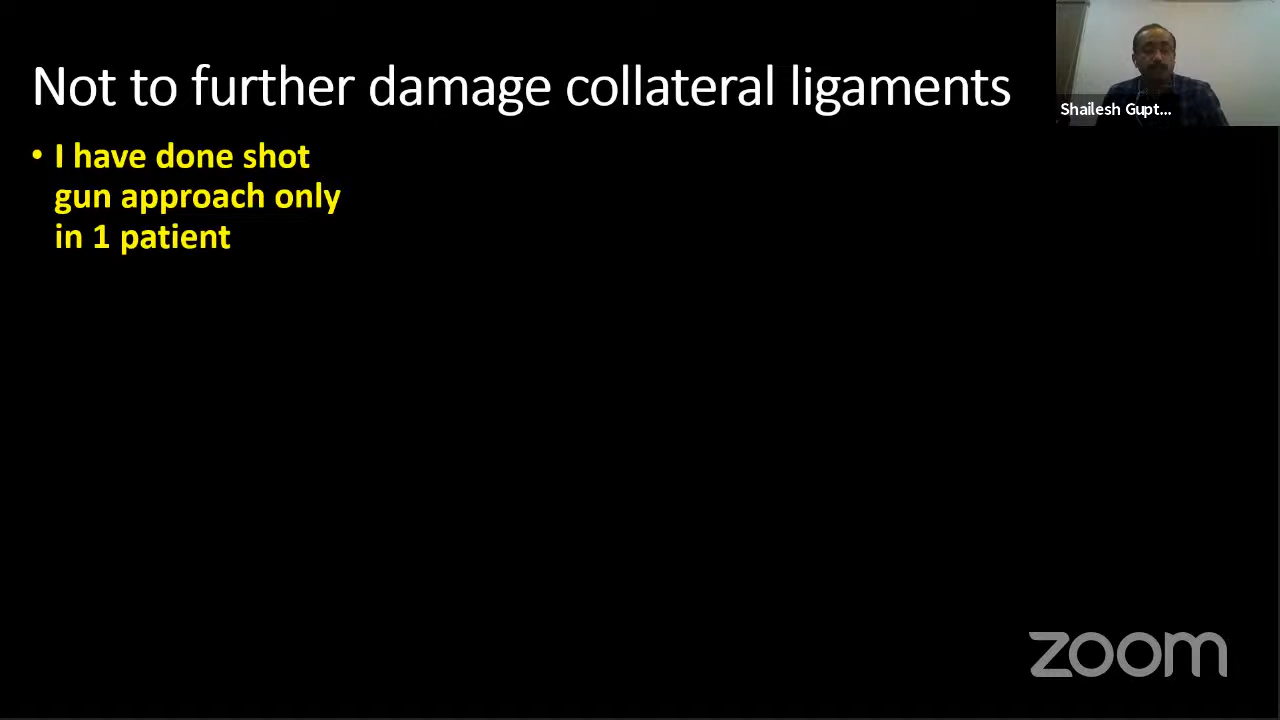 Not to further damage collateral ligaments
• I have done shot
gun approach only
in 1 patient
Shailesh Gupt...
zoom